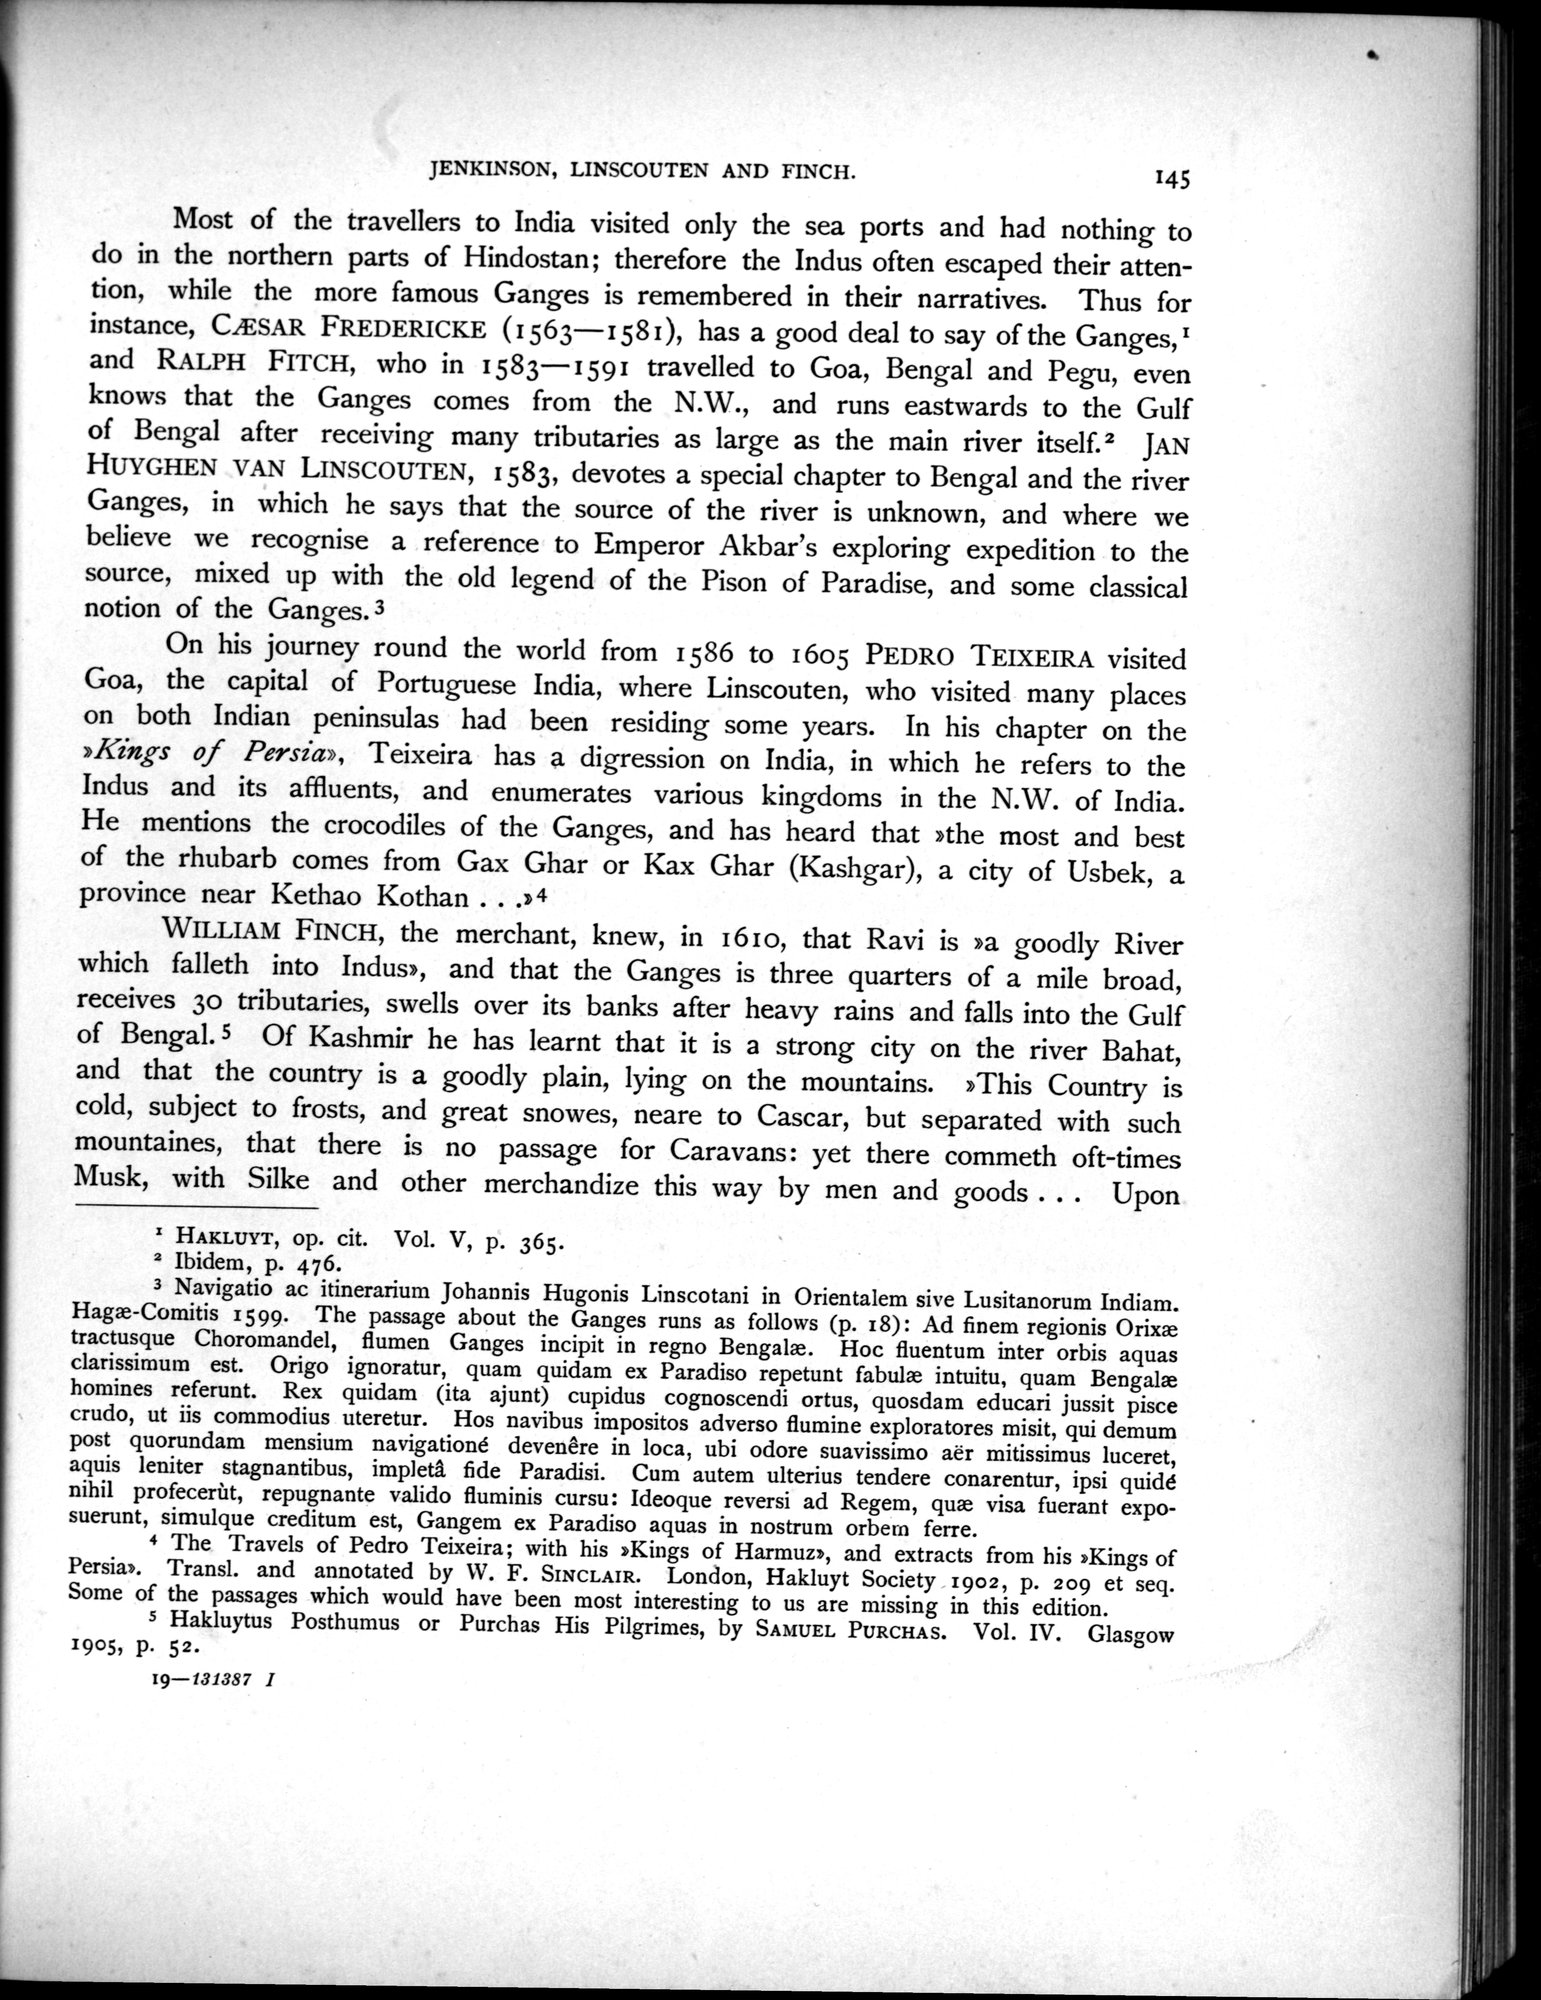 JENKINSON, LINSCOUTEN AND FINCH.
145
Most of the travellers to India visited only the sea ports and had nothing to
do in the northern parts of Hindostan; therefore the Indus often escaped their atten-
tion, while the more famous Ganges is remembered in their narratives. Thus for
instance, CÆSAR FREDERICKE (1563—1581), has a good deal to say of the Ganges,¹
and RALPH FITCH, who in 1583—1591 travelled to Goa, Bengal and Pegu, even
knows that the Ganges comes from the N.W., and runs eastwards to the Gulf
of Bengal after receiving many tributaries as large as the main river itself.² JAN
HUYGHEN VAN LINSCOUTEN, 1583, devotes a special chapter to Bengal and the river
Ganges, in which he says that the source of the river is unknown, and where we
believe we recognise a reference to Emperor Akbar's exploring expedition to the
source, mixed up with the old legend of the Pison of Paradise, and some classical
notion of the Ganges.³
On his journey round the world from 1586 to 1605 PEDRO TEIXEIRA visited
Goa, the capital of Portuguese India, where Linscouten, who visited many places
on both Indian peninsulas had been residing some years. In his chapter on the
»Kings of Persia», Teixeira has a digression on India, in which he refers to the
Indus and its affluents, and enumerates various kingdoms in the N.W. of India.
He mentions the crocodiles of the Ganges, and has heard that »the most and best
of the rhubarb comes from Gax Ghar or Kax Ghar (Kashgar), a city of Usbek, a
province near Kethao Kothan . . .»⁴
WILLIAM FINCH, the merchant, knew, in 1610, that Ravi is »a goodly River
which falleth into Indus», and that the Ganges is three quarters of a mile broad,
receives 30 tributaries, swells over its banks after heavy rains and falls into the Gulf
of Bengal.⁵ Of Kashmir he has learnt that it is a strong city on the river Bahat,
and that the country is a goodly plain, lying on the mountains. »This Country is
cold, subject to frosts, and great snowes, neare to Cascar, but separated with such
mountaines, that there is no passage for Caravans: yet there commeth oft-times
Musk, with Silke and other merchandize this way by men and goods . . . Upon
¹ HAKLUYT, op. cit. Vol. V, p. 365.
² Ibidem, p. 476.
³ Navigatio ac itinerarium Johannis Hugonis Linscotani in Orientalem sive Lusitanorum Indiam.
Hagæ-Comitis 1599. The passage about the Ganges runs as follows (p. 18): Ad finem regionis Orixæ
tractusque Choromandel, flumen Ganges incipit in regno Bengalæ. Hoc fluentum inter orbis aquas
clarissimum est. Origo ignoratur, quam quidam ex Paradiso repetunt fabulæ intuitu, quam Bengalæ
homines referunt. Rex quidam (ita ajunt) cupidus cognoscendi ortus, quosdam educari jussit pisce
crudo, ut iis commodius uteretur. Hos navibus impositos adverso flumine exploratores misit, qui demum
post quorundam mensium navigationé devenêre in loca, ubi odore suavissimo aër mitissimus luceret,
aquis leniter stagnantibus, impletâ fide Paradisi. Cum autem ulterius tendere conarentur, ipsi quidé
nihil profecerùt, repugnante valido fluminis cursu: Ideoque reversi ad Regem, quæ visa fuerant expo-
suerunt, simulque creditum est, Gangem ex Paradiso aquas in nostrum orbem ferre.
⁴ The Travels of Pedro Teixeira; with his »Kings of Harmuz», and extracts from his »Kings of
Persia». Transl. and annotated by W. F. SINCLAIR. London, Hakluyt Society 1902, p. 209 et seq.
Some of the passages which would have been most interesting to us are missing in this edition.
⁵ Hakluytus Posthumus or Purchas His Pilgrimes, by SAMUEL PURCHAS. Vol. IV. Glasgow
1905, p. 52.
19—131387 I